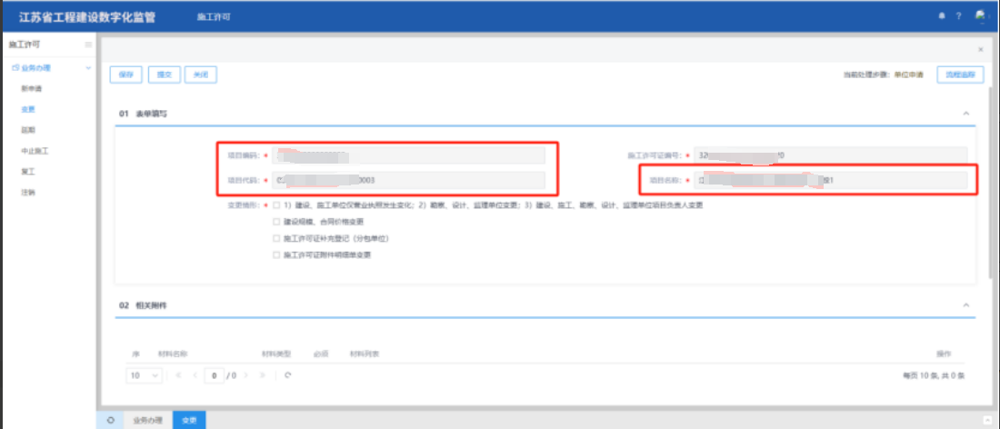 江苏省工程建设数字化监管 施工许可 ?
施工许可
业务办理
新申请
变更
延期
中止施工
复工
注销
保存 提交 关闭 当前处理步骤: 单位申请 流程追踪
01 表单填写
项目编码: * 施工许可证编号: * 32
项目代码: * 0003 项目名称: *
变更情形: * 1) 建设、施工单位仅营业执照发生变化; 2) 勘察、设计、监理单位变更; 3) 建设、施工、勘察、设计、监理单位项目负责人变更
建设规模、合同价格变更
施工许可证补充登记 (分包单位)
施工许可证附件明细单变更
02 相关附件
序 材料名称 材料类型 必须 材料列表 操作
10 0 / 0 每页 10 条, 共 0 条
业务办理 变更